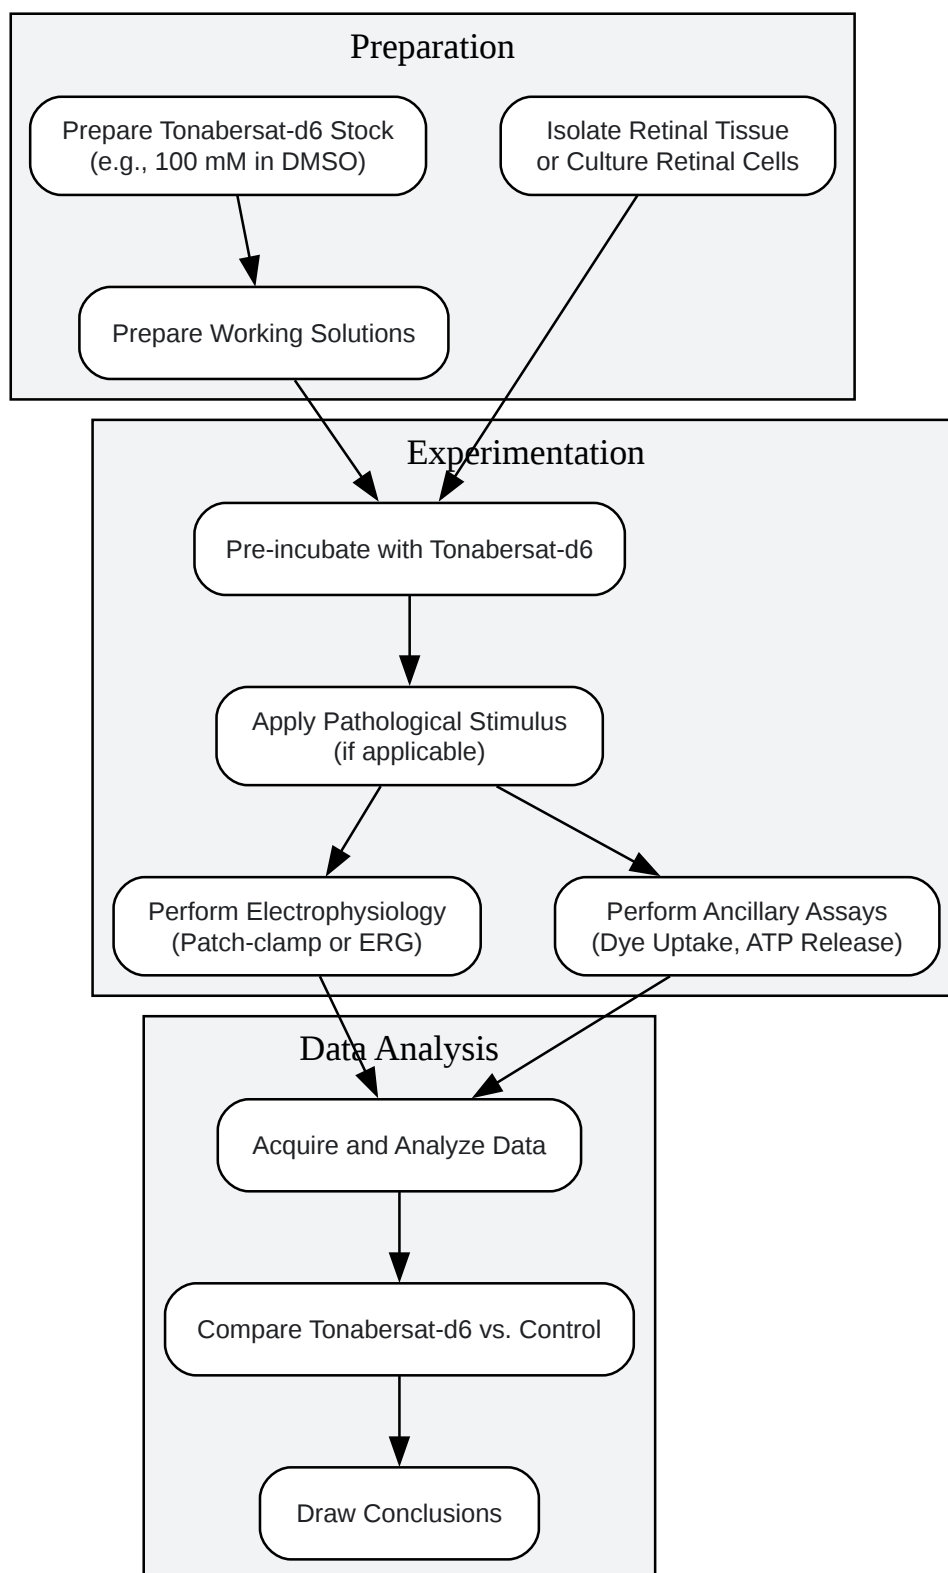 Preparation
Prepare Tonabersat-d6 Stock
(e.g., 100 mM in DMSO)
Isolate Retinal Tissue
or Culture Retinal Cells
Prepare Working Solutions
Experimentation
Pre-incubate with Tonabersat-d6
Apply Pathological Stimulus
(if applicable)
Perform Electrophysiology
(Patch-clamp or ERG)
Perform Ancillary Assays
(Dye Uptake, ATP Release)
Data Analysis
Acquire and Analyze Data
Compare Tonabersat-d6 vs. Control
Draw Conclusions